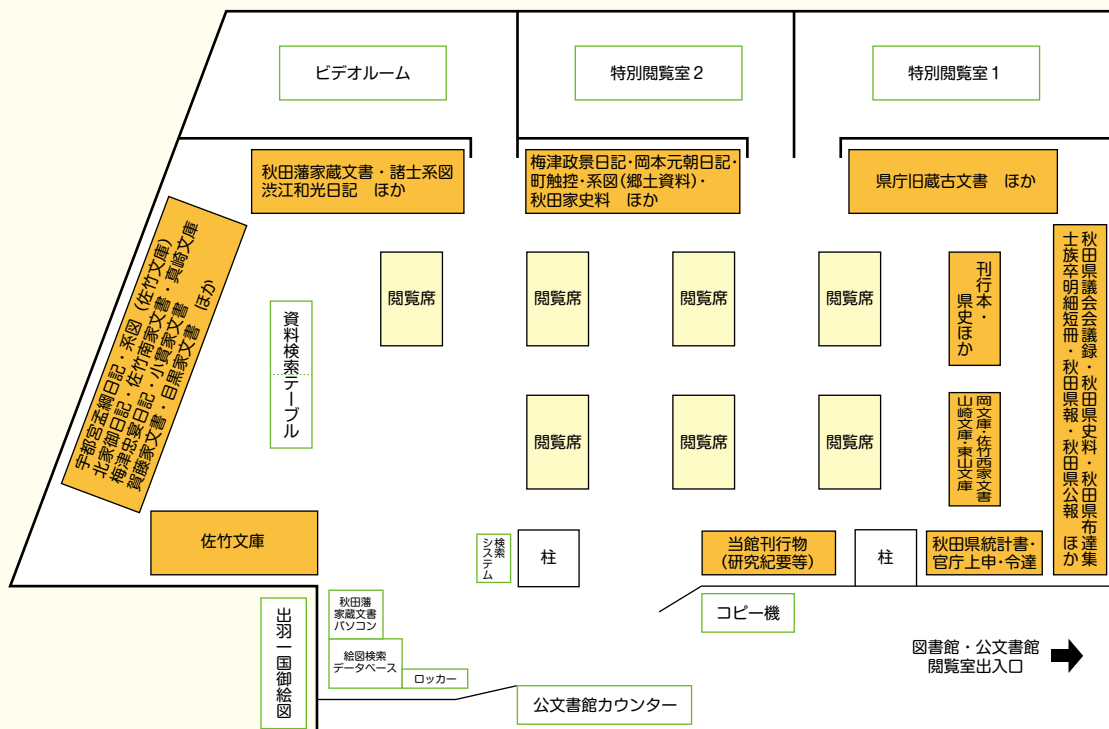 ビデオルーム
特別閲覧室2
特別閲覧室1
秋田藩家蔵文書・諸士系図
渋江和光日記 ほか
梅津政景日記・岡本元朝日記・
町触控・系図(郷土資料)・
秋田家史料 ほか
県庁旧蔵古文書 ほか
宇都宮孟綱日記・系図(佐竹文庫)
北家御日記・佐竹南家文書・真崎文庫
梅津忠宴日記・小貫家文書
賀藤家文書・目黒家文書 ほか
資料検索テーブル
閲覧席
閲覧席
閲覧席
閲覧席
刊行本・
県史ほか
秋田県議会会議録・秋田県史料・秋田県布達集
士族卒明細短冊・秋田県報・秋田県公報 ほか
閲覧席
閲覧席
閲覧席
岡文庫・佐竹西家文書
山崎文庫・東山文庫
佐竹文庫
検索
システム
柱
当館刊行物
(研究紀要等)
柱
秋田県統計書・
官庁上申・令達
出羽一国御絵図
秋田藩
家蔵文書
パソコン
絵図検索
データベース
ロッカー
コピー機
公文書館カウンター
図書館・公文書館
閲覧室出入口